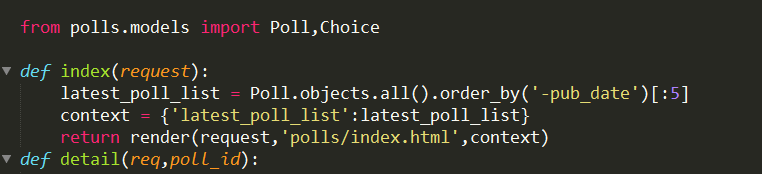 from polls.models import Poll,Choice
def index(request):
    latest_poll_list = Poll.objects.all().order_by('-pub_date')[:5]
    context = {'latest_poll_list':latest_poll_list}
    return render(request,'polls/index.html',context)
def detail(req,poll_id):